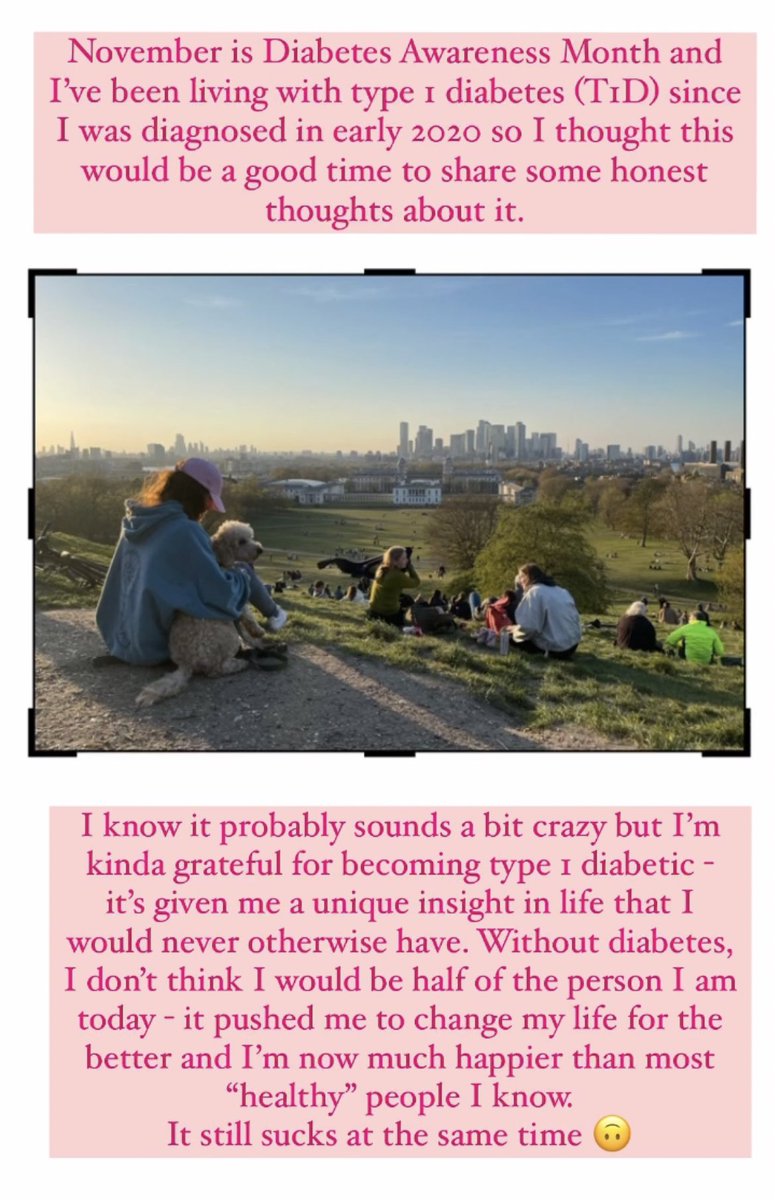 November is Diabetes Awareness Month and
I’ve been living with type 1 diabetes (T1D) since
I was diagnosed in early 2020 so I thought this
would be a good time to share some honest
thoughts about it.
I know it probably sounds a bit crazy but I’m
kinda grateful for becoming type 1 diabetic -
it’s given me a unique insight in life that I
would never otherwise have. Without diabetes,
I don’t think I would be half of the person I am
today - it pushed me to change my life for the
better and I’m now much happier than most
“healthy” people I know.
It still sucks at the same time 🙃